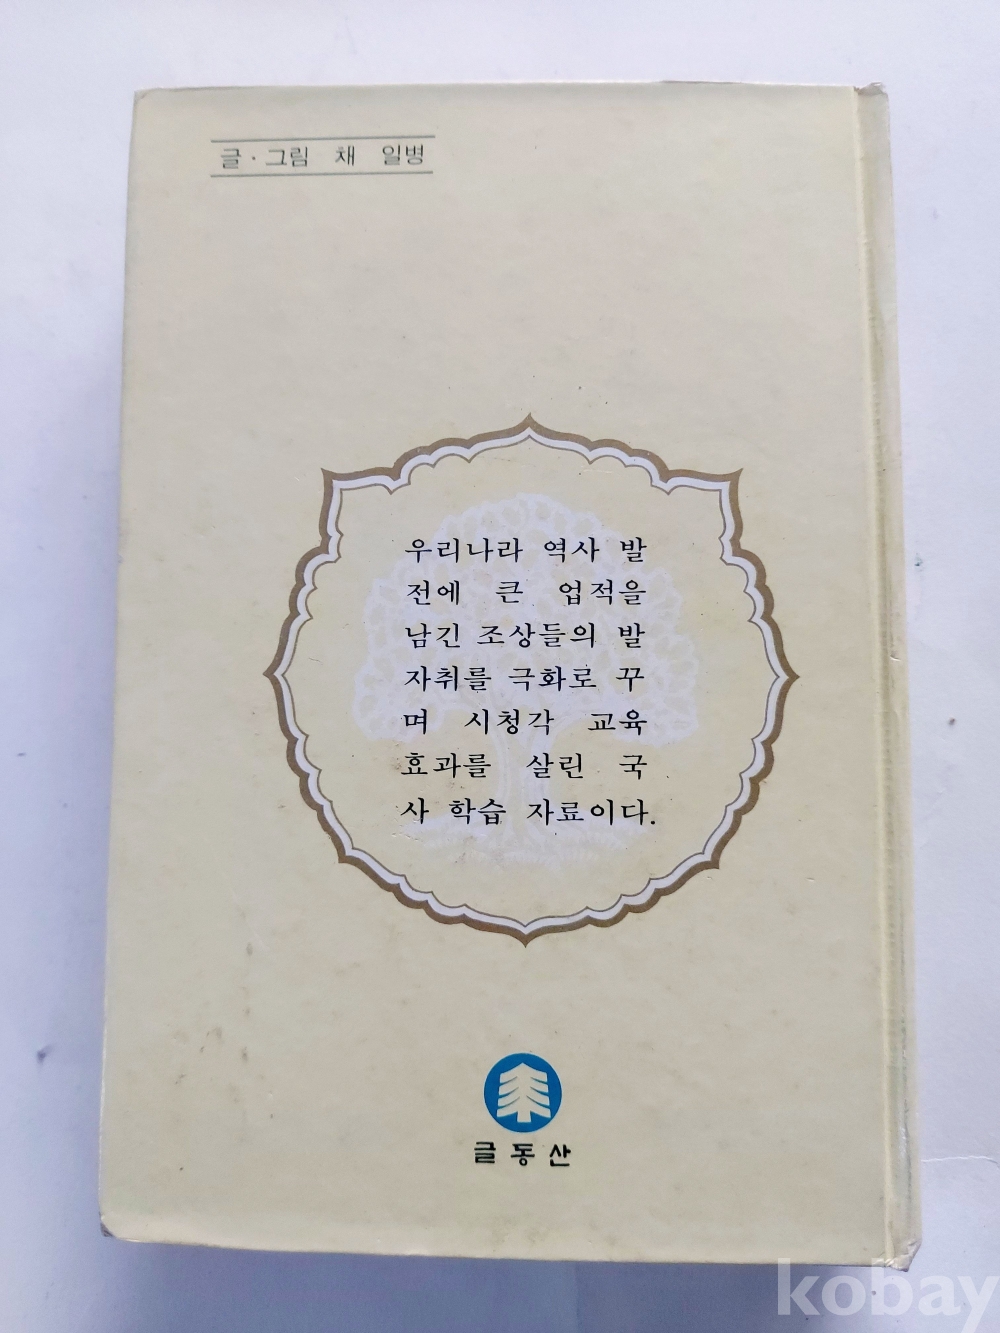 글·그림 채 일병
우리나라 역사 발
전에 큰 업적을
남긴 조상들의 발
자취를 극화로 꾸
며 시청각 교육
효과를 살린 국
사 학습 자료이다.
글동산
kobay